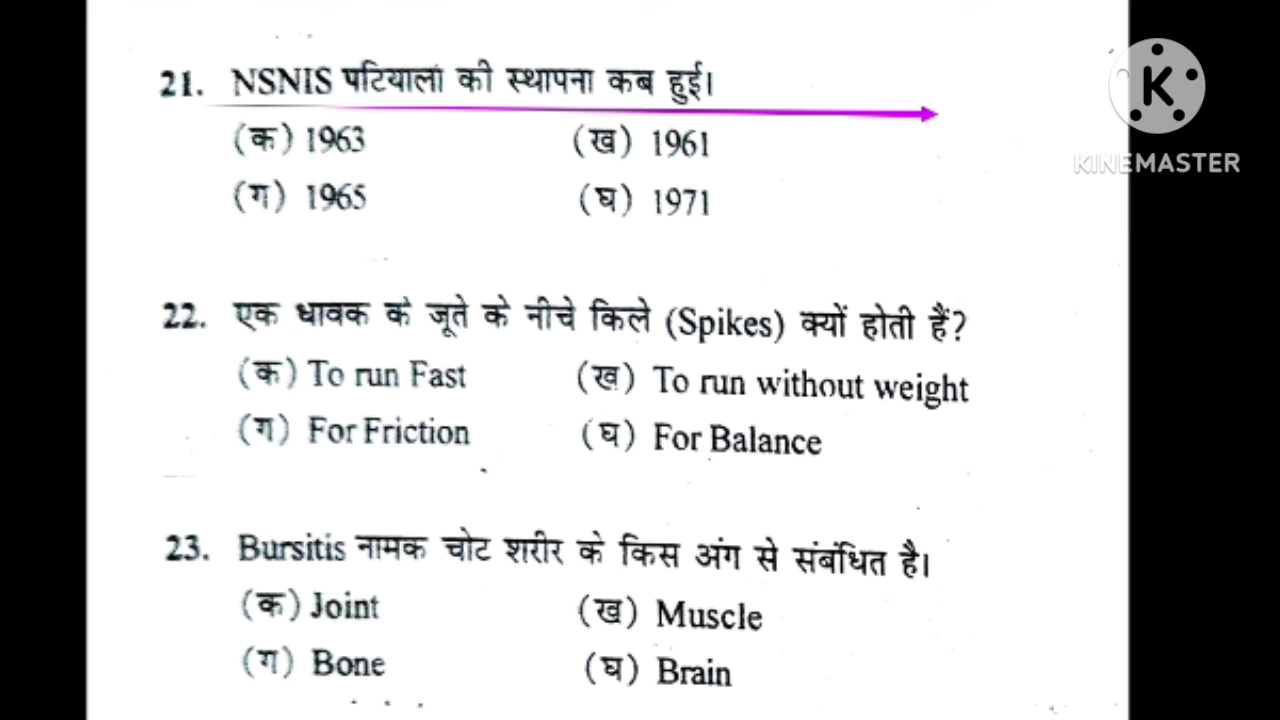 21. NSNIS पटियाला की स्थापना कब हुई।
(क) 1963 (ख) 1961
(ग) 1965 (घ) 1971
22. एक धावक के जूते के नीचे किले (Spikes) क्यों होती हैं?
(क) To run Fast (ख) To run without weight
(ग) For Friction (घ) For Balance
23. Bursitis नामक चोट शरीर के किस अंग से संबंधित है।
(क) Joint (ख) Muscle
(ग) Bone (घ) Brain
K
KINEMASTER